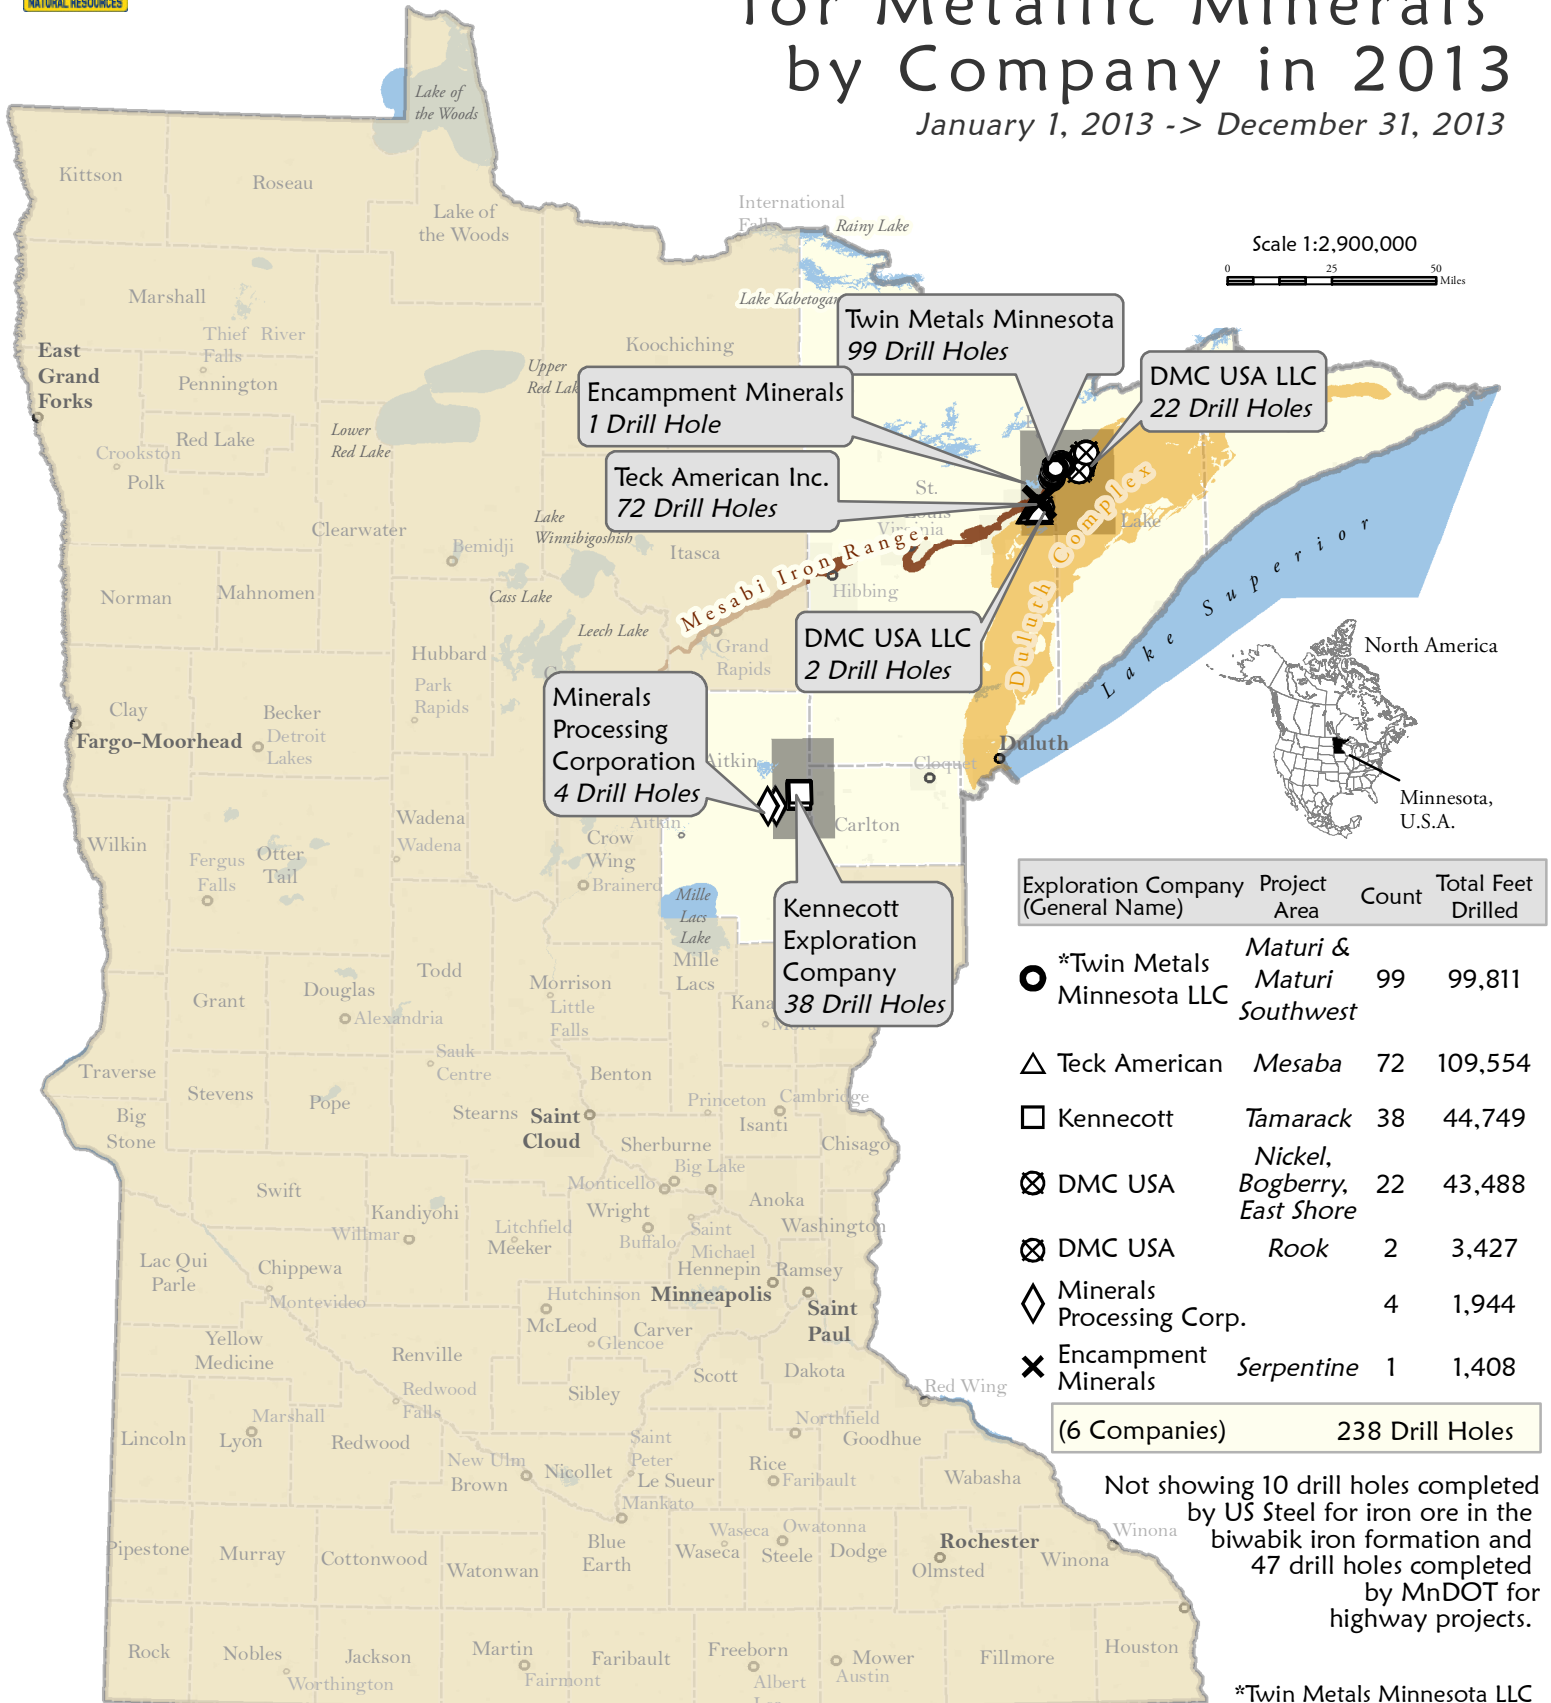 NATURAL RESOURCES
for Metallic Minerals
by Company in 2013
January 1, 2013 -> December 31, 2013
Lake of
the Woods
Kittson
Roseau
Lake of
the Woods
International
Falls
Rainy Lake
Scale 1:2,900,000
0 25 50
Miles
Marshall
Lake Kabetogama
Thief River
Falls
Pennington
East
Grand
Forks
Koochiching
Upper
Red Lake
Twin Metals Minnesota
99 Drill Holes
DMC USA LLC
22 Drill Holes
Encampment Minerals
1 Drill Hole
Red Lake
Lower
Red Lake
Crookston
Polk
Teck American Inc.
72 Drill Holes
St.
Louis
Virginia
Lake
Clearwater
Lake
Winnibigoshish
Bemidji
Itasca
Mesabi Iron Range
Duluth Complex
Lake Superior
Hibbing
Norman
Mahnomen
Cass Lake
Leech Lake
Grand
Rapids
DMC USA LLC
2 Drill Holes
North America
Hubbard
Park
Rapids
Clay
Becker
Detroit
Lakes
Fargo-Moorhead
Minerals
Processing
Corporation
4 Drill Holes
Aitkin
Cloquet
Duluth
Minnesota,
U.S.A.
Wadena
Wadena
Aitkin
Carlton
Crow
Wing
Brainerd
Wilkin
Fergus
Falls
Otter
Tail
Mille
Lacs
Lake
Mille
Lacs
Kennecott
Exploration
Company
38 Drill Holes
Todd
Morrison
Little
Falls
Grant
Douglas
Alexandria
Kana
Mora
Sauk
Centre
Traverse
Stevens
Pope
Stearns
Benton
Big
Stone
Saint
Cloud
Princeton
Cambridge
Isanti
Sherburne
Chisago
Big Lake
Swift
Monticello
Anoka
Kandiyohi
Willmar
Wright
Buffalo
Litchfield
Meeker
Saint
Michael
Washington
Lac Qui
Parle
Chippewa
Montevideo
Hennepin
Ramsey
Hutchinson
Minneapolis
Saint
Paul
McLeod
Glencoe
Carver
Yellow
Medicine
Renville
Scott
Dakota
Redwood
Falls
Sibley
Red Wing
Marshall
Lincoln
Lyon
Redwood
Northfield
Goodhue
New Ulm
Brown
Nicollet
Saint
Peter
Le Sueur
Mankato
Rice
Faribault
Wabasha
Pipestone
Murray
Cottonwood
Watonwan
Blue
Earth
Waseca
Waseca
Owatonna
Steele
Dodge
Rochester
Olmsted
Winona
Winona
Rock
Nobles
Worthington
Jackson
Martin
Fairmont
Faribault
Freeborn
Albert
Mower
Austin
Fillmore
Houston
Exploration Company (General Name) Project Area Count Total Feet Drilled
*Twin Metals Minnesota LLC Maturi & Maturi Southwest 99 99,811
Teck American Mesaba 72 109,554
Kennecott Tamarack 38 44,749
DMC USA Nickel, Bogberry, East Shore 22 43,488
DMC USA Rook 2 3,427
Minerals Processing Corp. 4 1,944
Encampment Minerals Serpentine 1 1,408
(6 Companies) 238 Drill Holes
Not showing 10 drill holes completed
by US Steel for iron ore in the
biwabik iron formation and
47 drill holes completed
by MnDOT for
highway projects.
*Twin Metals Minnesota LLC